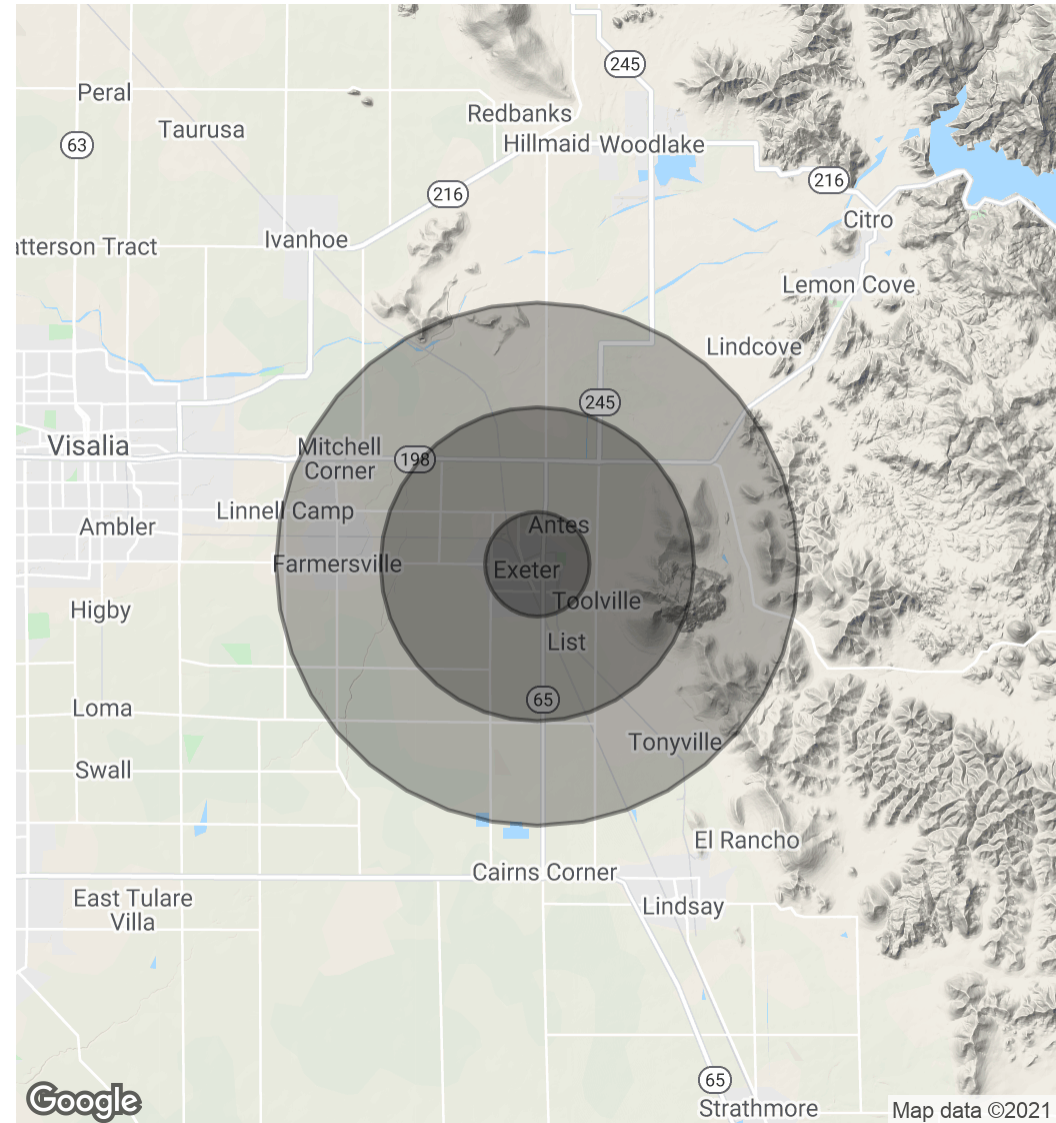 245
Peral
Redbanks
Taurusa
63
Hillmaid
Woodlake
216
216
Citro
Ivanhoe
atterson Tract
Lemon Cove
Lindcove
245
Visalia
Mitchell
Corner
198
Linnell Camp
Ambler
Antes
Farmersville
Exeter
Higby
Toolville
List
65
Loma
Tonyville
Swall
El Rancho
Cairns Corner
East Tulare
Villa
Lindsay
65
Google
Strathmore
Map data ©2021